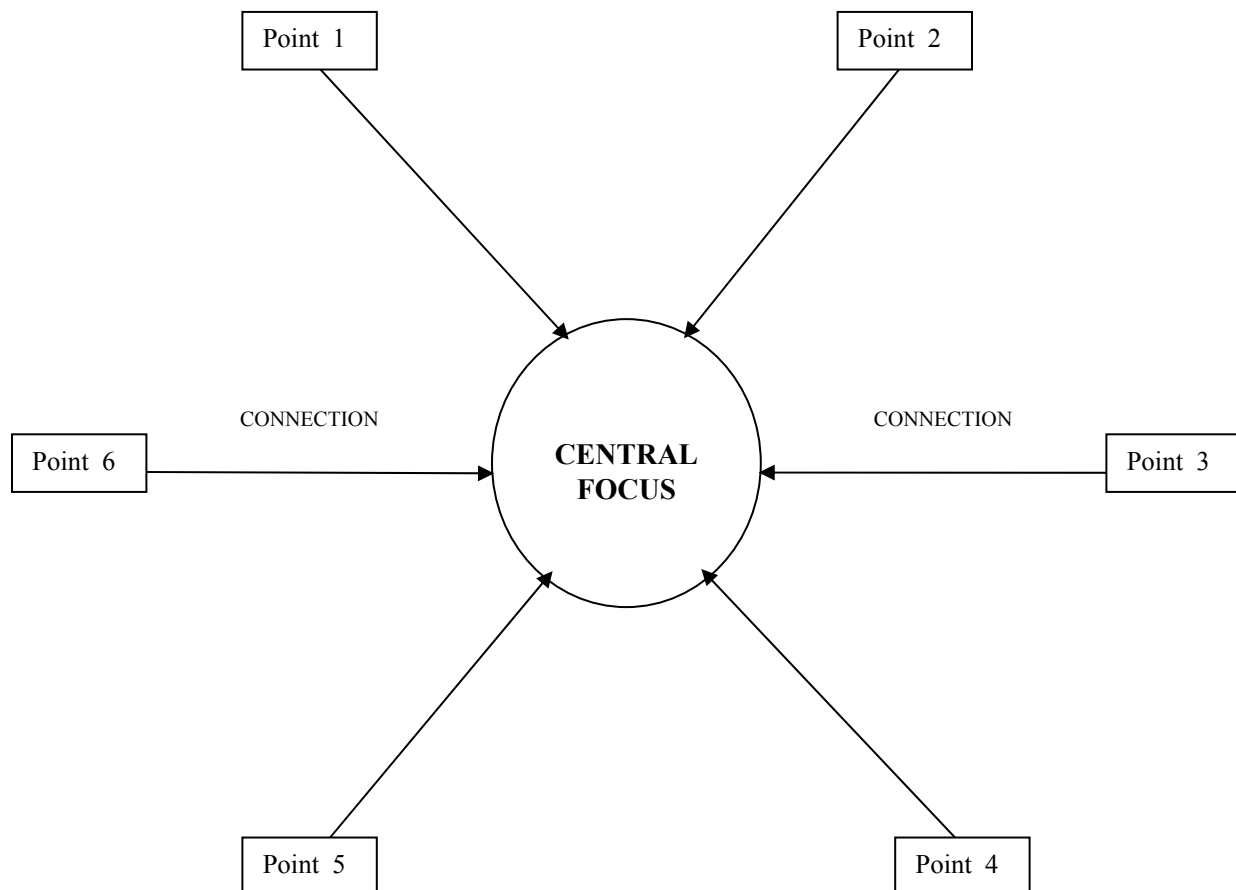 Point 1
Point 2
CONNECTION
CONNECTION
Point 6
CENTRAL
FOCUS
Point 3
Point 5
Point 4